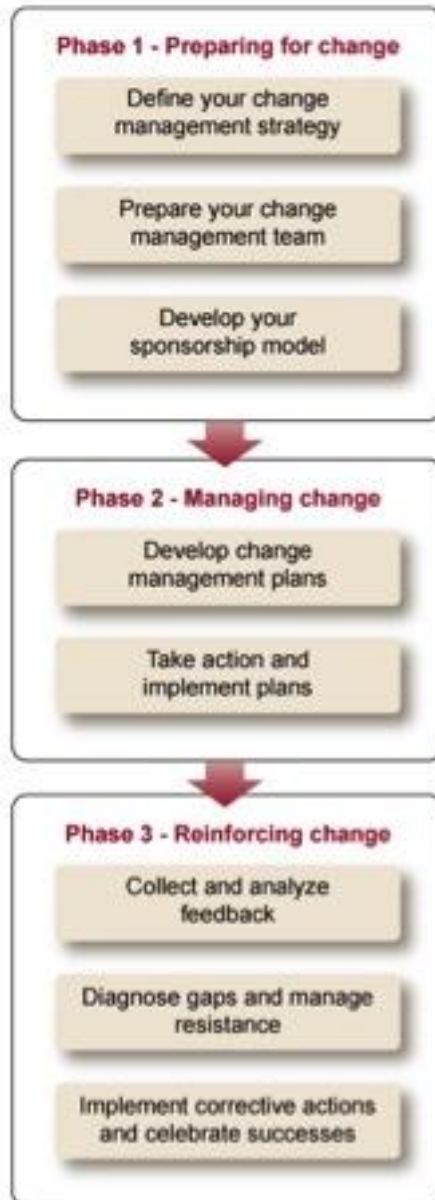 Phase 1 - Preparing for change
Define your change
management strategy
Prepare your change
management team
Develop your
sponsorship model
Phase 2 - Managing change
Develop change
management plans
Take action and
implement plans
Phase 3 - Reinforcing change
Collect and analyze
feedback
Diagnose gaps and manage
resistance
Implement corrective actions
and celebrate successes